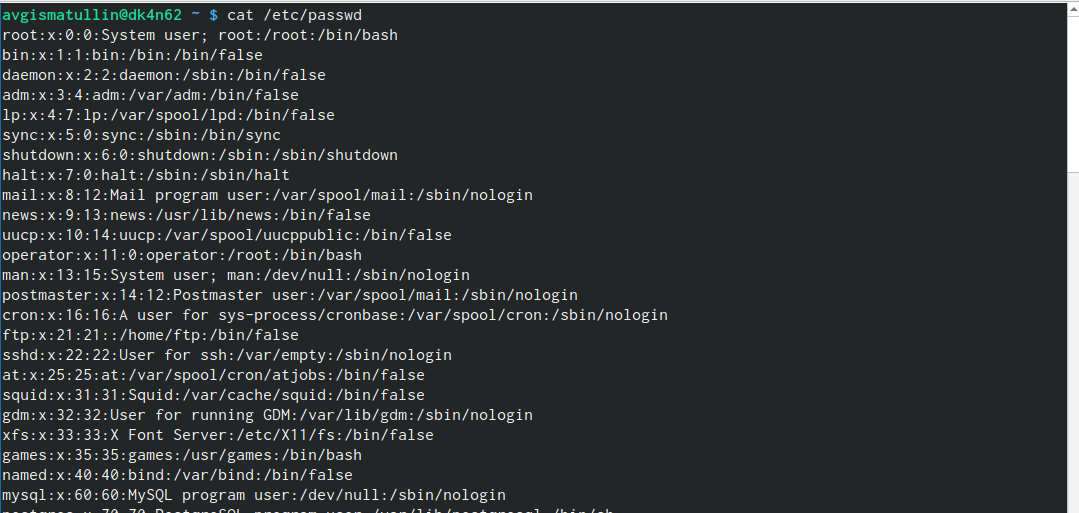 avgismatullin@dk4n62 ~ $ cat /etc/passwd
root:x:0:0:System user; root:/root:/bin/bash
bin:x:1:1:bin:/bin:/bin/false
daemon:x:2:2:daemon:/sbin:/bin/false
adm:x:3:4:adm:/var/adm:/bin/false
lp:x:4:7:lp:/var/spool/lpd:/bin/false
sync:x:5:0:sync:/sbin:/bin/sync
shutdown:x:6:0:shutdown:/sbin:/sbin/shutdown
halt:x:7:0:halt:/sbin:/sbin/halt
mail:x:8:12:Mail program user:/var/spool/mail:/sbin/nologin
news:x:9:13:news:/usr/lib/news:/bin/false
uucp:x:10:14:uucp:/var/spool/uucppublic:/bin/false
operator:x:11:0:operator:/root:/bin/bash
man:x:13:15:System user; man:/dev/null:/sbin/nologin
postmaster:x:14:12:Postmaster user:/var/spool/mail:/sbin/nologin
cron:x:16:16:A user for sys-process/cronbase:/var/spool/cron:/sbin/nologin
ftp:x:21:21::/home/ftp:/bin/false
sshd:x:22:22:User for ssh:/var/empty:/sbin/nologin
at:x:25:25:at:/var/spool/cron/atjobs:/bin/false
squid:x:31:31:Squid:/var/cache/squid:/bin/false
gdm:x:32:32:User for running GDM:/var/lib/gdm:/sbin/nologin
xfs:x:33:33:X Font Server:/etc/X11/fs:/bin/false
games:x:35:35:games:/usr/games:/bin/bash
named:x:40:40:bind:/var/bind:/bin/false
mysql:x:60:60:MySQL program user:/dev/null:/sbin/nologin